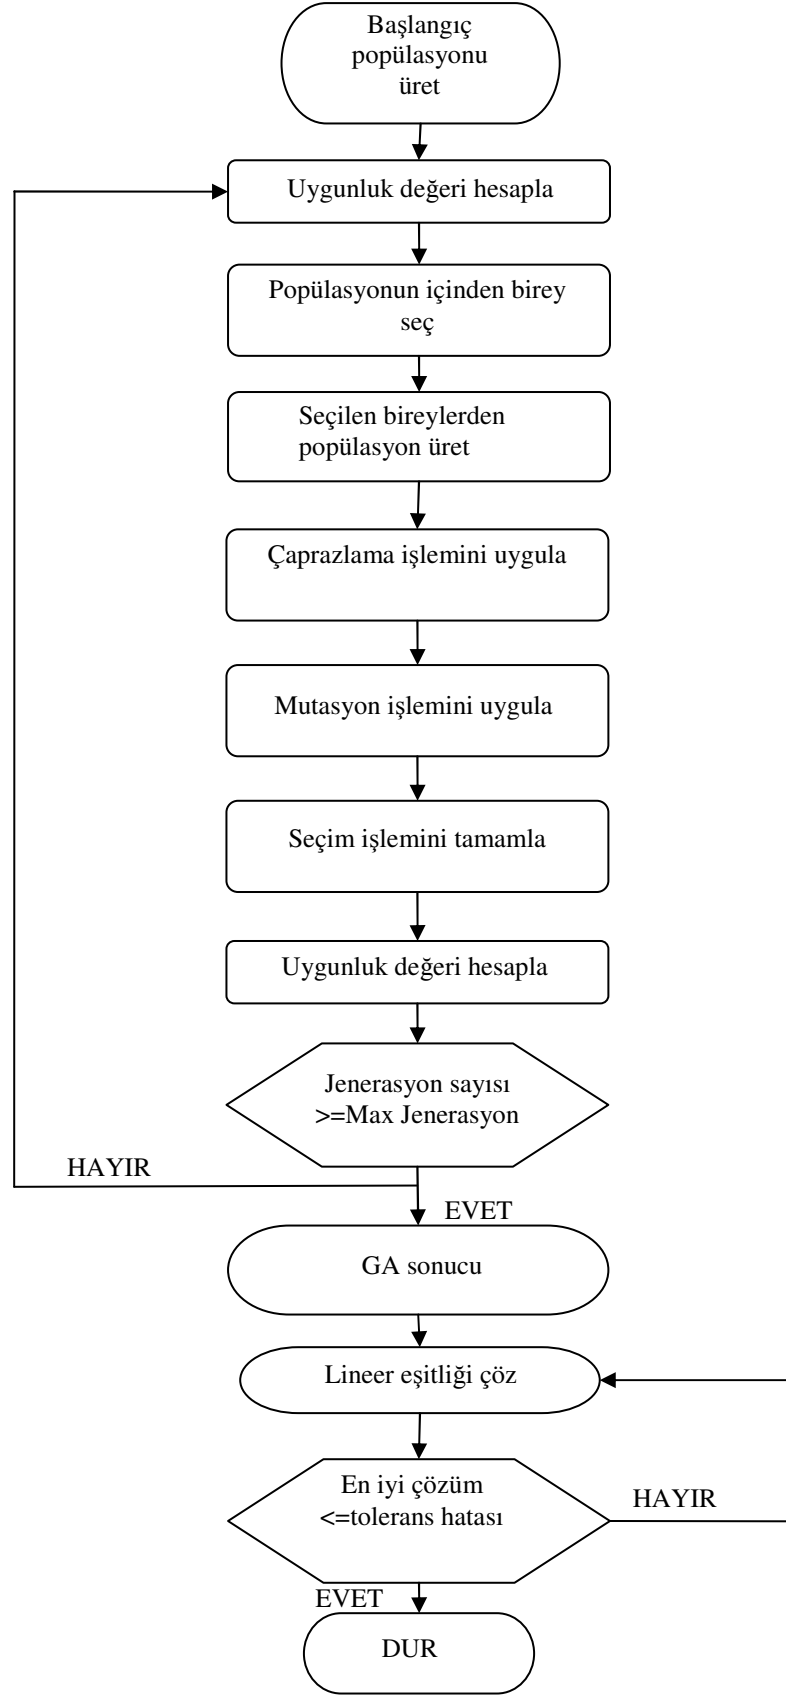 Başlangıç
popülasyonu
üret
Uygunluk değeri hesapla
Popülasyonun içinden birey
seç
Seçilen bireylerden
popülasyon üret
Çaprazlama işlemini uygula
Mutasyon işlemini uygula
Seçim işlemini tamamla
Uygunluk değeri hesapla
Jenerasyon sayısı
>=Max Jenerasyon
HAYIR
EVET
GA sonucu
Lineer eşitliği çöz
En iyi çözüm
<=tolerans hatası
HAYIR
EVET
DUR